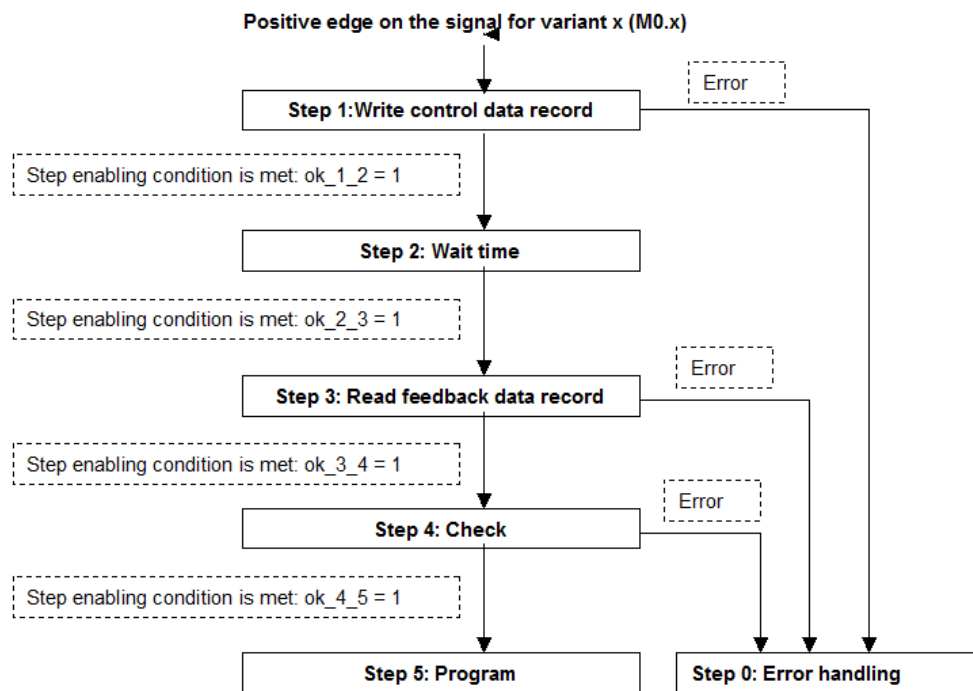 Positive edge on the signal for variant x (M0.x)
Error
Step 1:Write control data record
Step enabling condition is met: ok_1_2 = 1
Step 2: Wait time
Step enabling condition is met: ok_2_3 = 1
Error
Step 3: Read feedback data record
Step enabling condition is met: ok_3_4 = 1
Error
Step 4: Check
Step enabling condition is met: ok_4_5 = 1
Step 5: Program
Step 0: Error handling